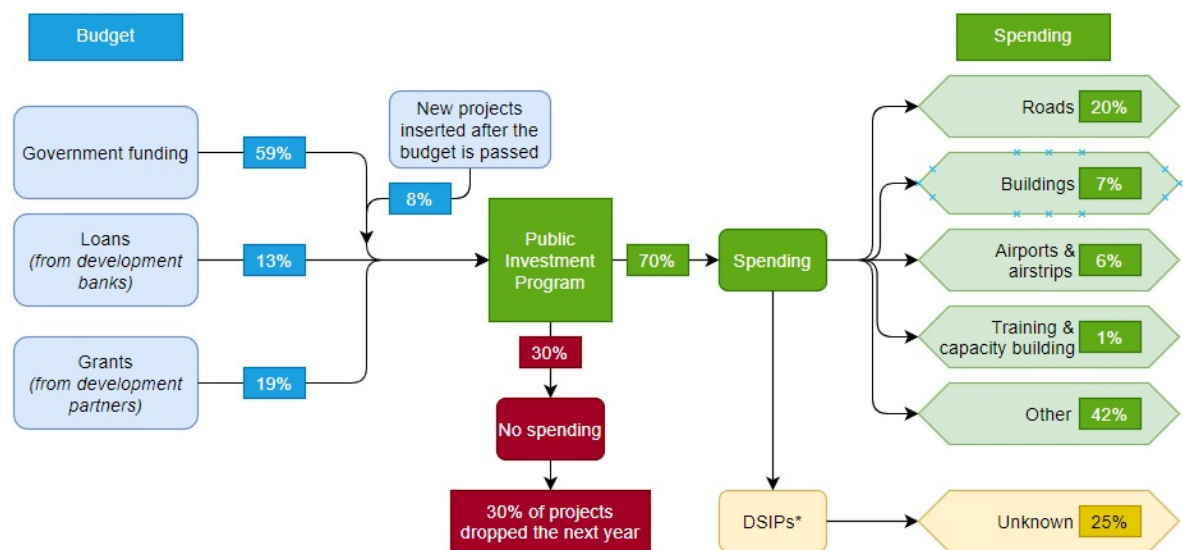 Budget
Spending
Government funding
59%
New projects
inserted after the
budget is passed
8%
Loans
(from development
banks)
13%
Grants
(from development
partners)
19%
Public
Investment
Program
70%
Spending
30%
No spending
30% of projects
dropped the next year
Roads
20%
Buildings
7%
Airports &
airstrips
6%
Training &
capacity building
1%
Other
42%
DSIPs*
Unknown
25%